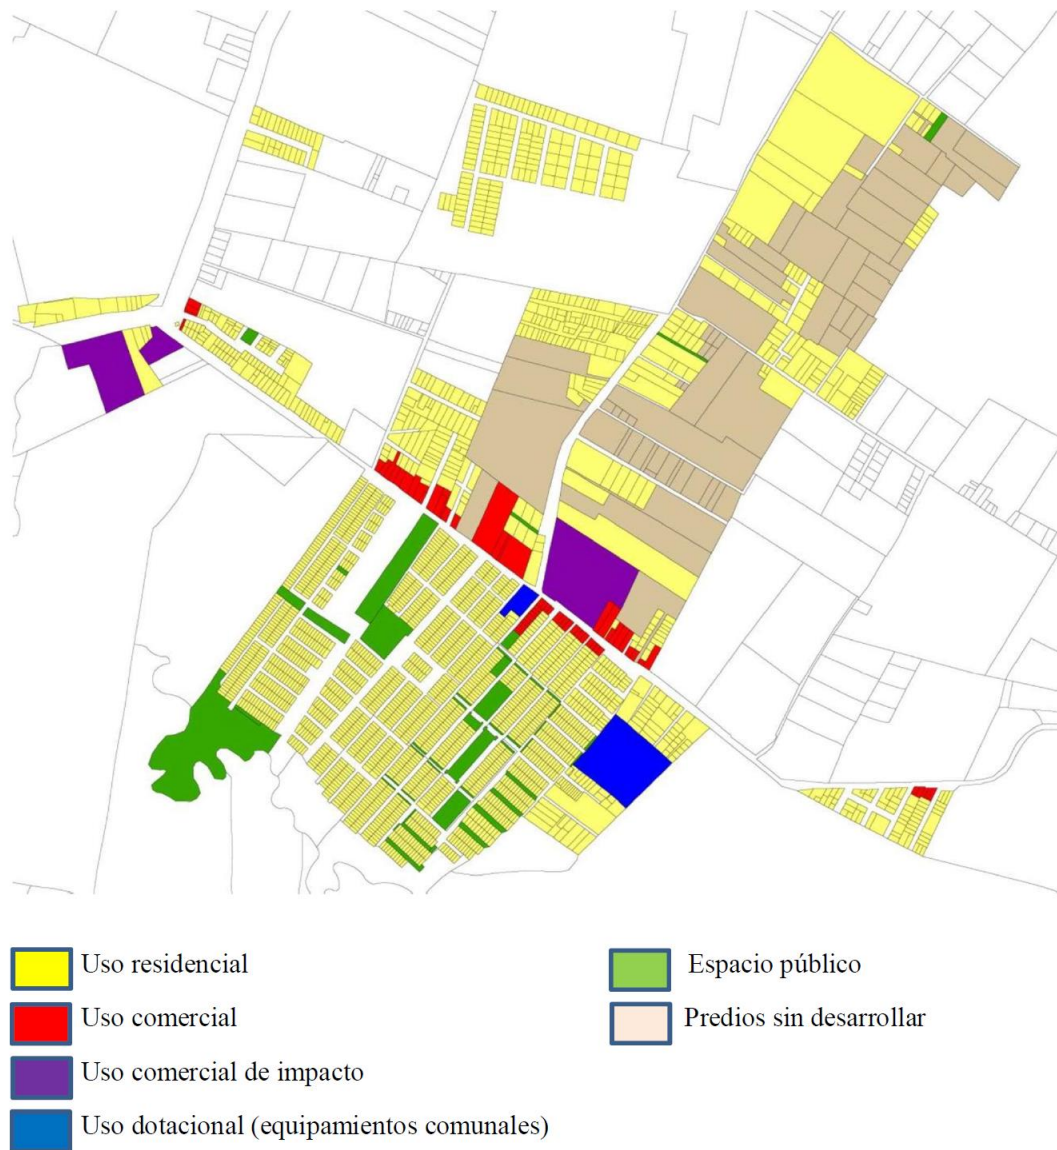 Uso residencial
Uso comercial
Uso comercial de impacto
Uso dotacional (equipamientos comunales)
Espacio público
Predios sin desarrollar